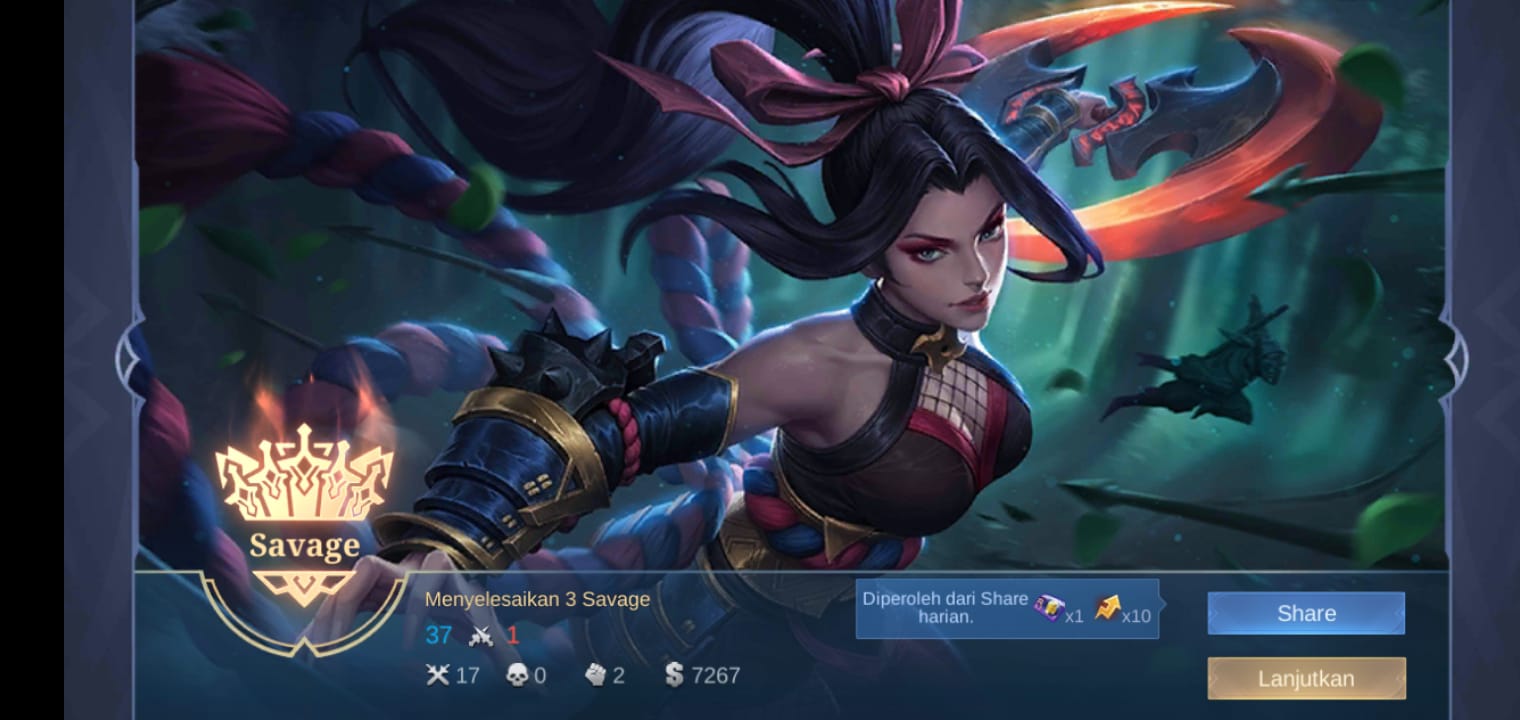 Savage
Menyelesaikan 3 Savage
37 1
17 0 2 7267
Diperoleh dari Share
harian.
x1 x10
Share
Lanjutkan